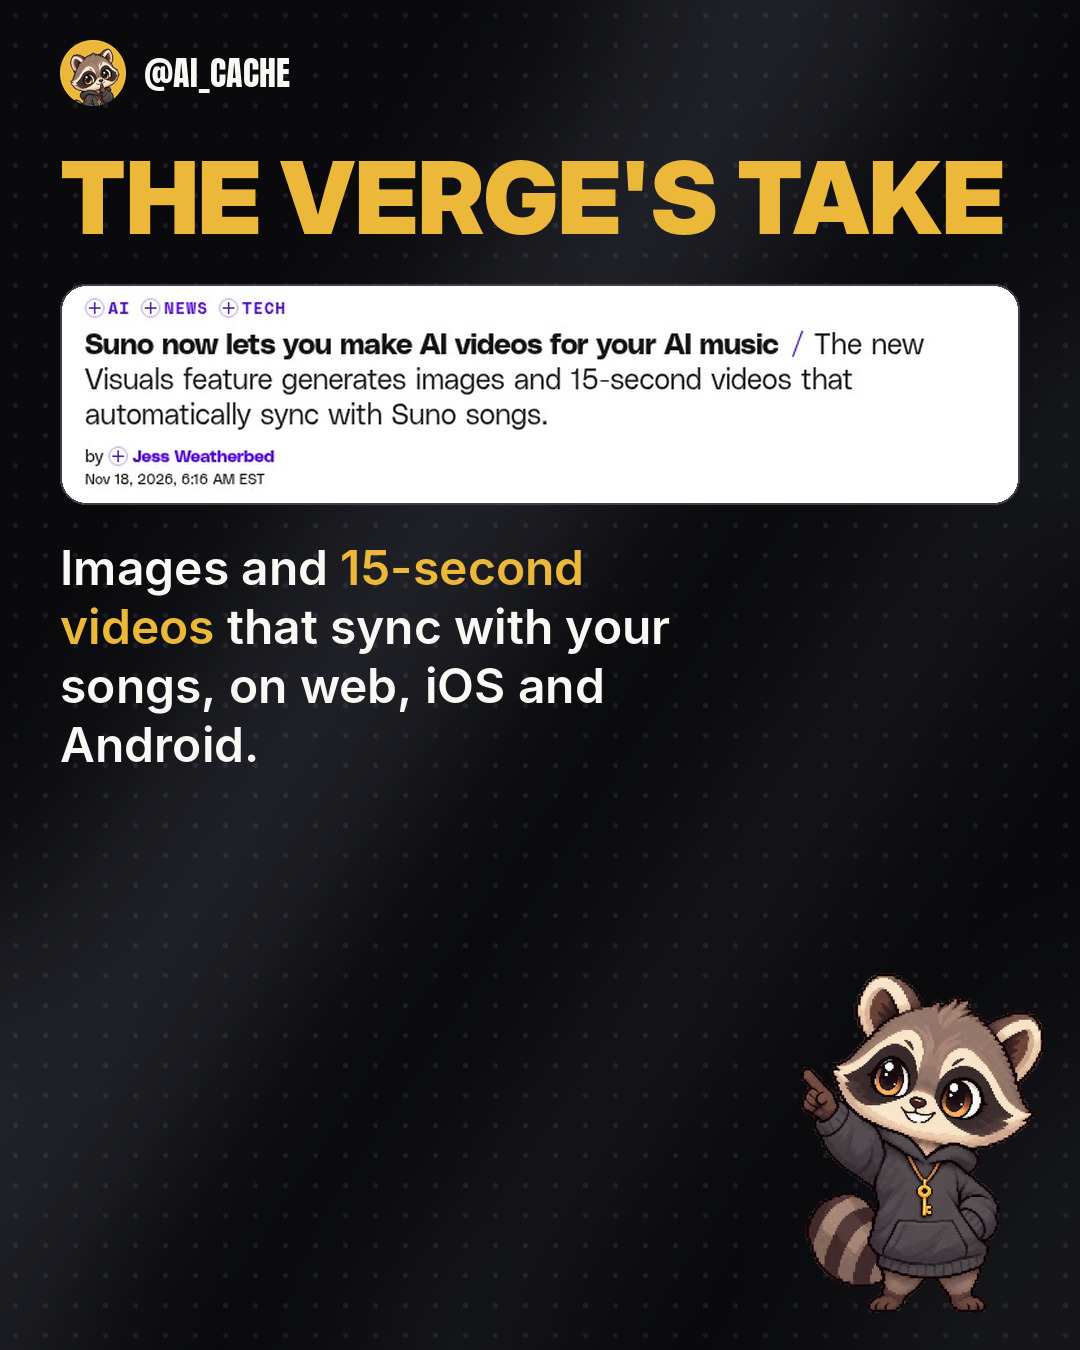 @AI_CACHE
THE VERGE'S TAKE
AI NEWS TECH
Suno now lets you make AI videos for your AI music / The new
Visuals feature generates images and 15-second videos that
automatically sync with Suno songs.
by Jess Weatherbed
Nov 18, 2026, 6:16 AM EST
Images and 15-second
videos that sync with your
songs, on web, iOS and
Android.